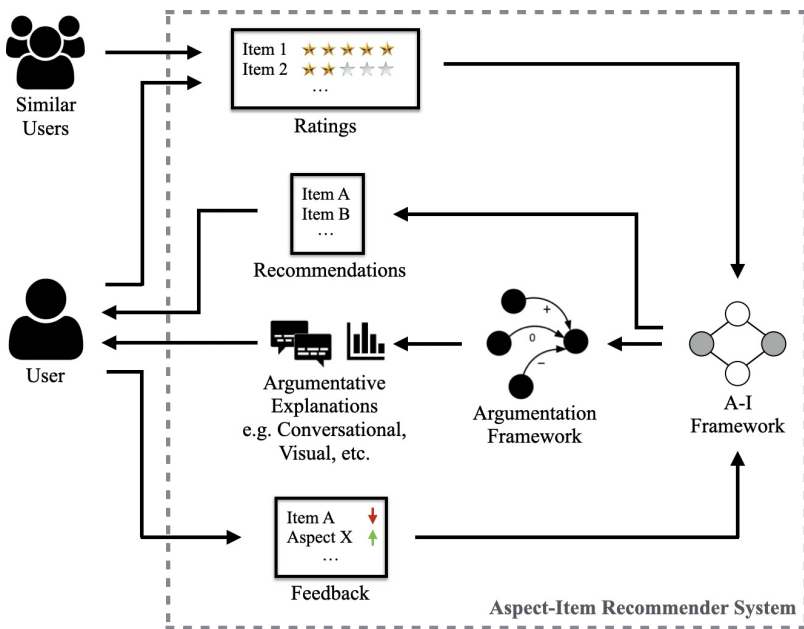 Similar
Users
Item 1
Item 2
...
Ratings
Item A
Item B
...
Recommendations
User
Argumentative
Explanations
e.g. Conversational,
Visual, etc.
+
0
−
Argumentation
Framework
A-I
Framework
Item A
Aspect X
...
Feedback
Aspect-Item Recommender System